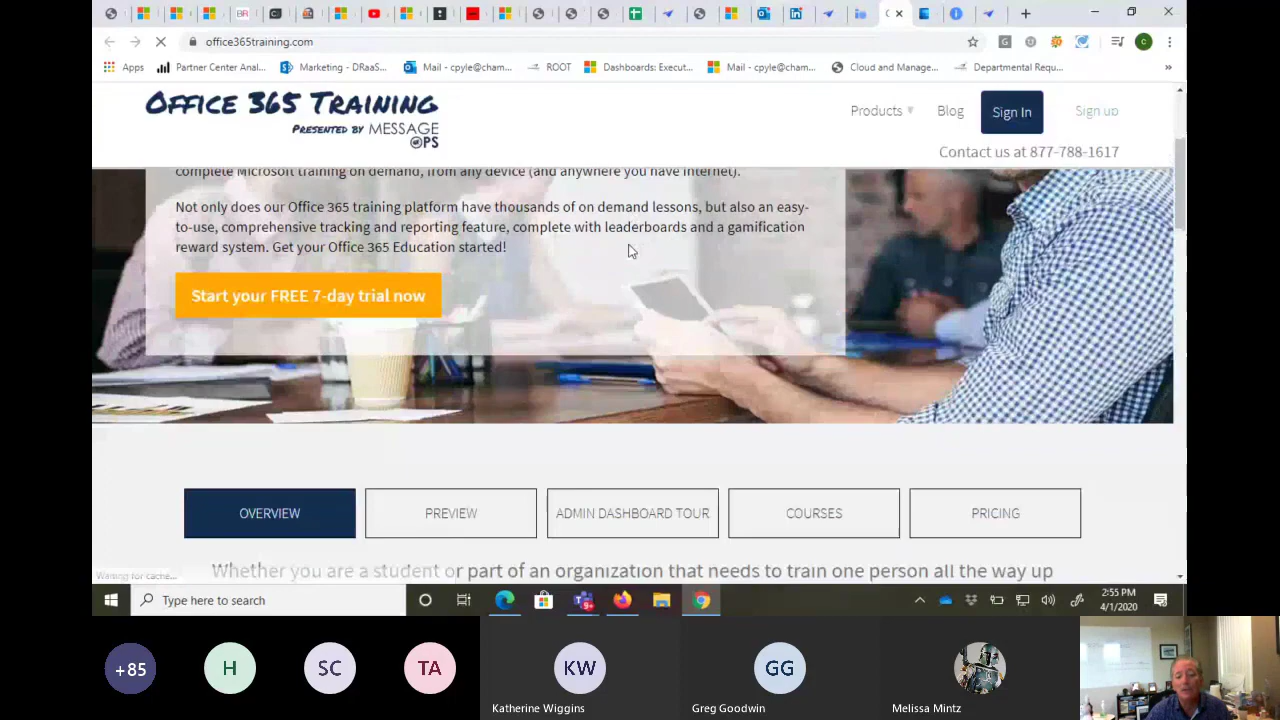 office365training.com
Apps
Partner Center Anal...
Marketing - DRaaS...
Mail - cpyle@cham...
ROOT
Dashboards: Execut...
Mail - cpyle@cham...
Cloud and Manage...
Departmental Requ...
OFFICE 365 TRAINING
PRESENTED BY MESSAGE
OPS
Products
Blog
Sign In
Sign up
Contact us at 877-788-1617
complete Microsoft training on demand, from any device (and anywhere you have internet).
Not only does our Office 365 training platform have thousands of on demand lessons, but also an easy-
to-use, comprehensive tracking and reporting feature, complete with leaderboards and a gamification
reward system. Get your Office 365 Education started!
Start your FREE 7-day trial now
OVERVIEW
PREVIEW
ADMIN DASHBOARD TOUR
COURSES
PRICING
Whether you are a student or part of an organization that needs to train one person all the way up
Waiting for cache...
Type here to search
2:55 PM
4/1/2020
+85
H
SC
TA
KW
GG
Katherine Wiggins
Greg Goodwin
Melissa Mintz